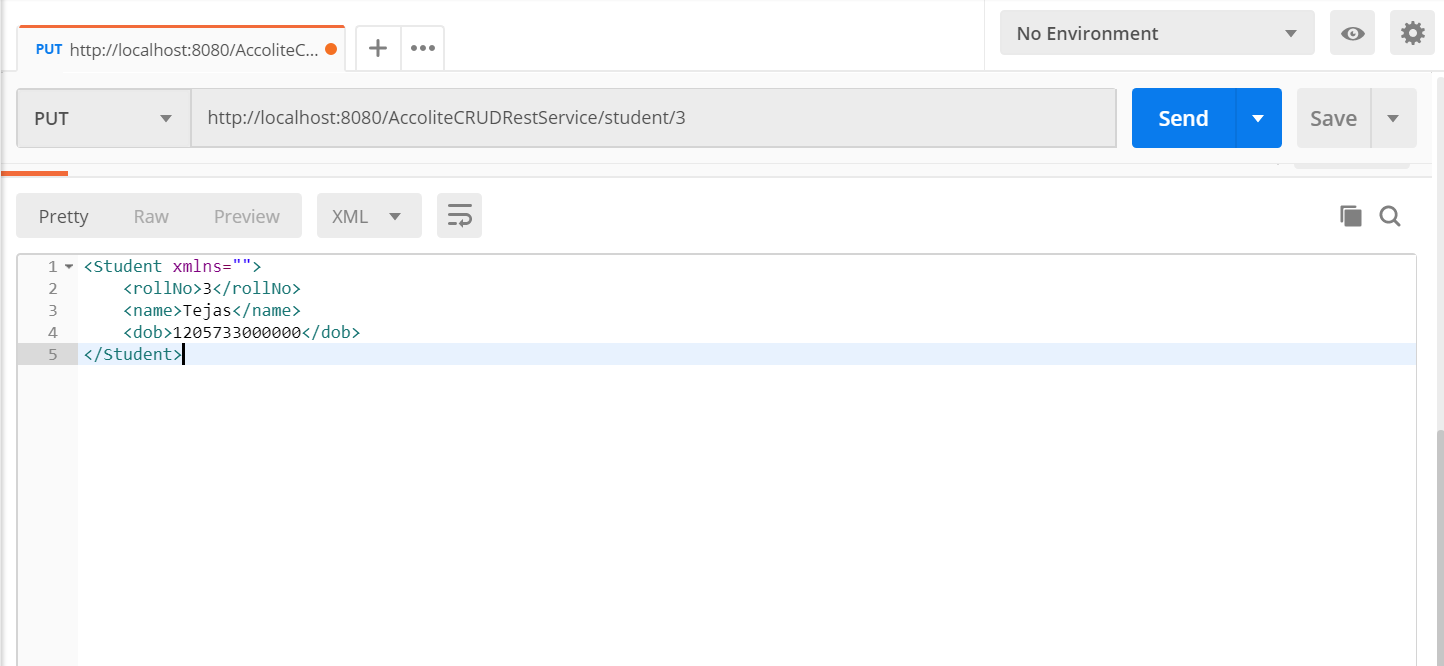 PUT http://localhost:8080/AccoliteC...
No Environment
PUT http://localhost:8080/AccoliteCRUDRestService/student/3 Send Save
Pretty Raw Preview XML
1 <Student xmlns="">
2 <rollNo>3</rollNo>
3 <name>Tejas</name>
4 <dob>1205733000000</dob>
5 </Student>